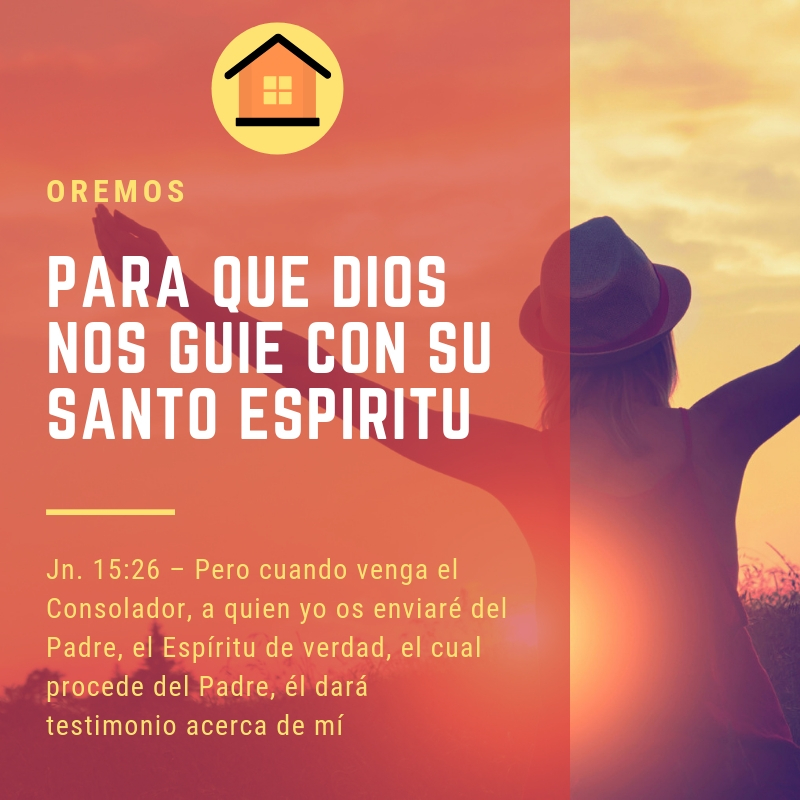 OREMOS
PARA QUE DIOS
NOS GUIE CON SU
SANTO ESPIRITU
Jn. 15:26 – Pero cuando venga el
Consolador, a quien yo os enviaré del
Padre, el Espíritu de verdad, el cual
procede del Padre, él dará
testimonio acerca de mí